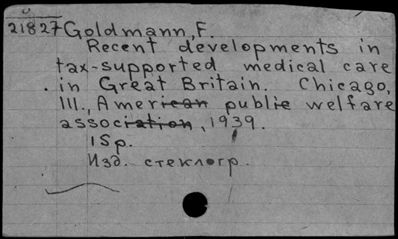 21827 Goldmann, F.
Recent developments in
tax-supported medical care
in Great Britain. Chicago,
Ill., American public welfare
association, 1939.
15p.
Изд. стеклогр.